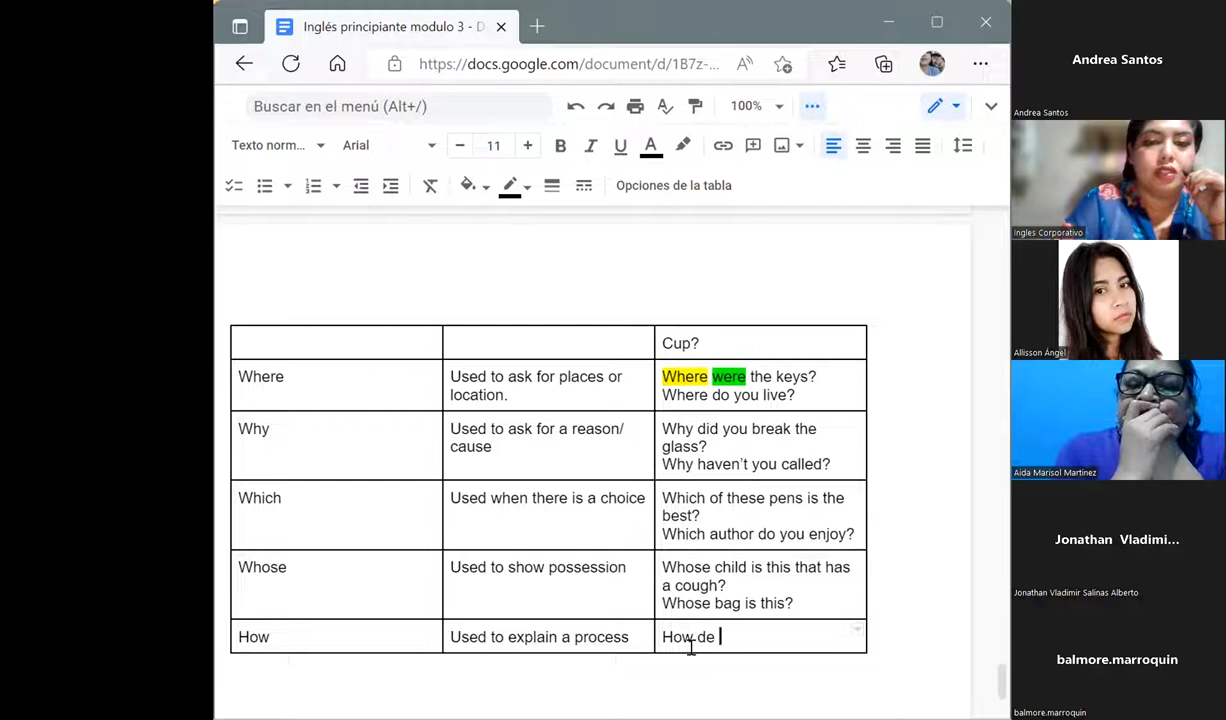 Inglés principiante modulo 3 - D
https://docs.google.com/document/d/1B7z-...
Buscar en el menú (Alt+/)
100%
Texto norm...
Arial
11
B I U A
Opciones de la tabla
Cup?
Where
Used to ask for places or
location.
Where were the keys?
Where do you live?
Why
Used to ask for a reason/
cause
Why did you break the
glass?
Why haven't you called?
Which
Used when there is a choice
Which of these pens is the
best?
Which author do you enjoy?
Whose
Used to show possession
Whose child is this that has
a cough?
Whose bag is this?
How
Used to explain a process
How de
Andrea Santos
Andrea Santos
Ingles Corporativo
Allisson Ángel
Aida Marisol Martinez
Jonathan Vladimi...
Jonathan Vladimir Salinas Alberto
balmore.marroquin
balmore.marroquin